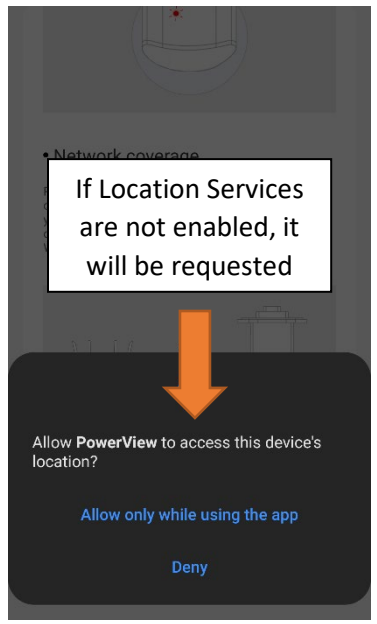 • Network coverage
If Location Services
are not enabled, it
will be requested
Allow PowerView to access this device's
location?
Allow only while using the app
Deny